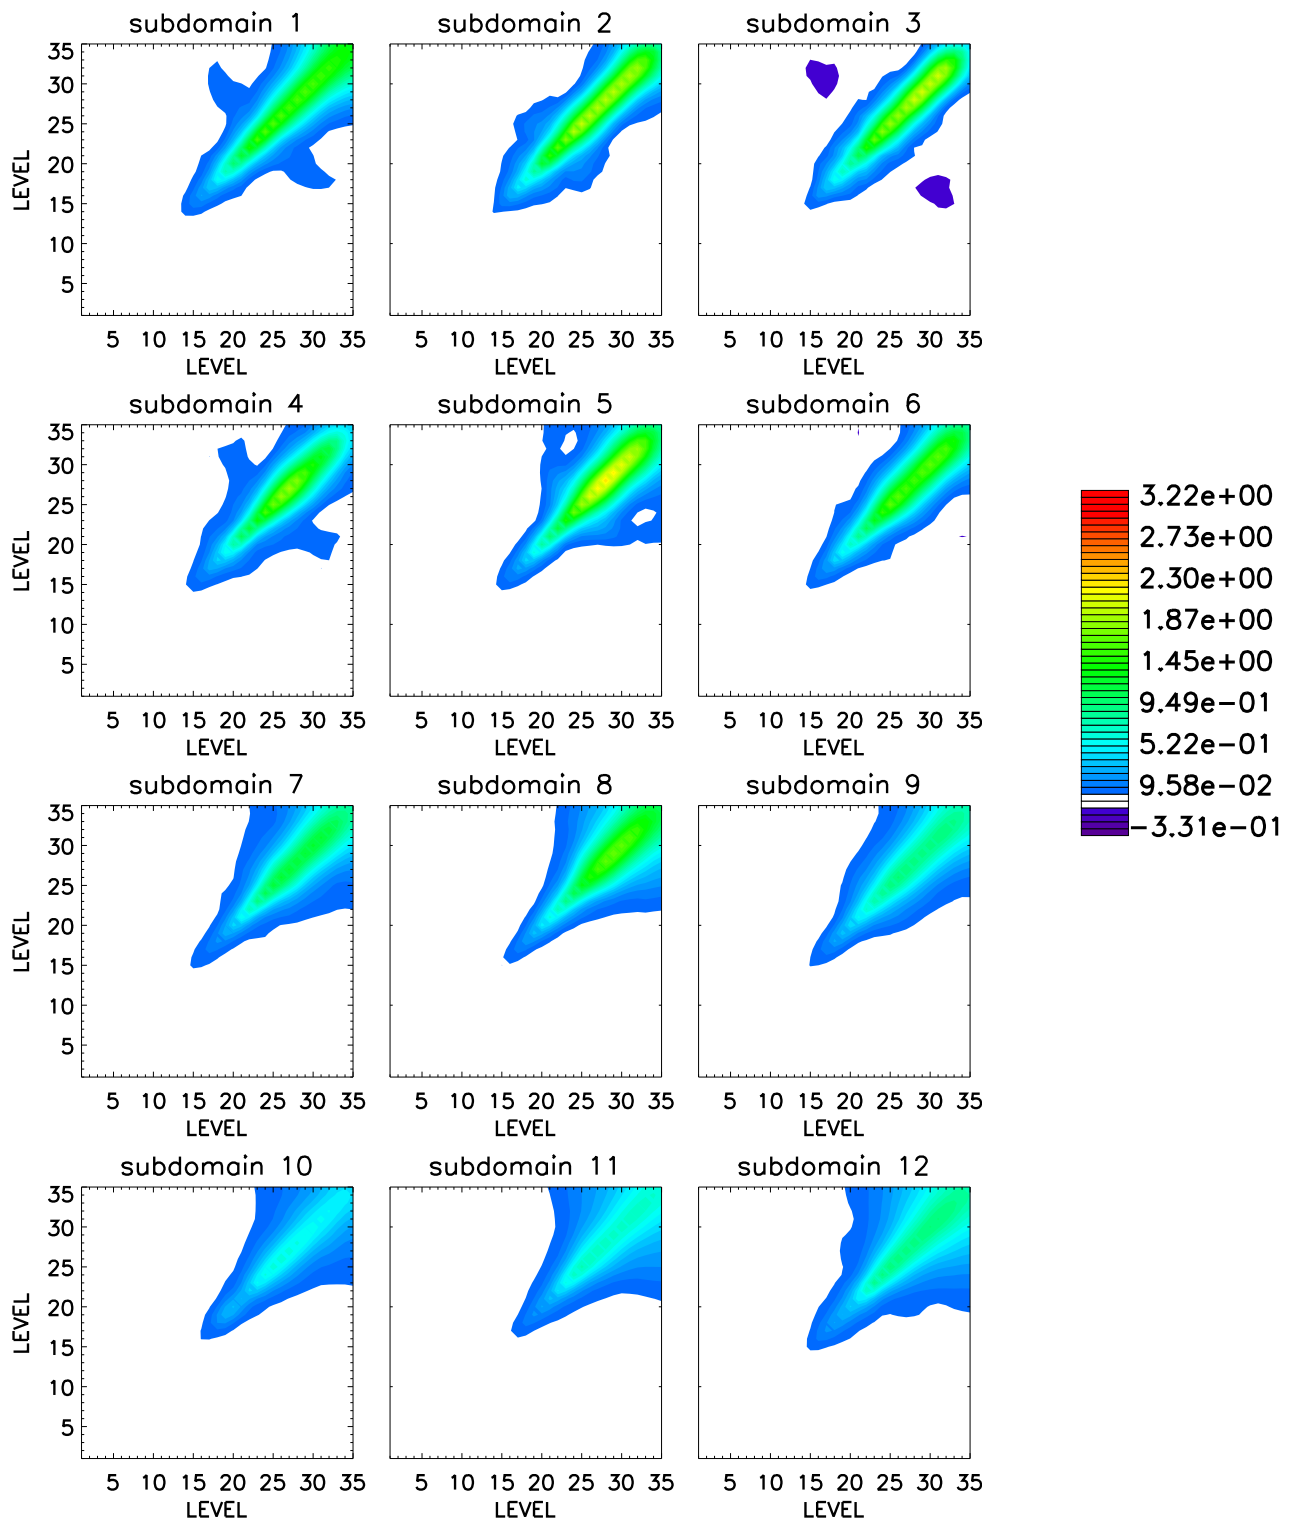 subdomain 1 subdomain 2 subdomain 3
35
30
25
20
15
10
5
LEVEL
5 10 15 20 25 30 35 5 10 15 20 25 30 35 5 10 15 20 25 30 35
LEVEL LEVEL LEVEL
subdomain 4 subdomain 5 subdomain 6
35
30
25
20
15
10
5
LEVEL
5 10 15 20 25 30 35 5 10 15 20 25 30 35 5 10 15 20 25 30 35
LEVEL LEVEL LEVEL
3.22e+00
2.73e+00
2.30e+00
1.87e+00
1.45e+00
9.49e-01
5.22e-01
9.58e-02
-3.31e-01
subdomain 7 subdomain 8 subdomain 9
35
30
25
20
15
10
5
LEVEL
5 10 15 20 25 30 35 5 10 15 20 25 30 35 5 10 15 20 25 30 35
LEVEL LEVEL LEVEL
subdomain 10 subdomain 11 subdomain 12
35
30
25
20
15
10
5
LEVEL
5 10 15 20 25 30 35 5 10 15 20 25 30 35 5 10 15 20 25 30 35
LEVEL LEVEL LEVEL